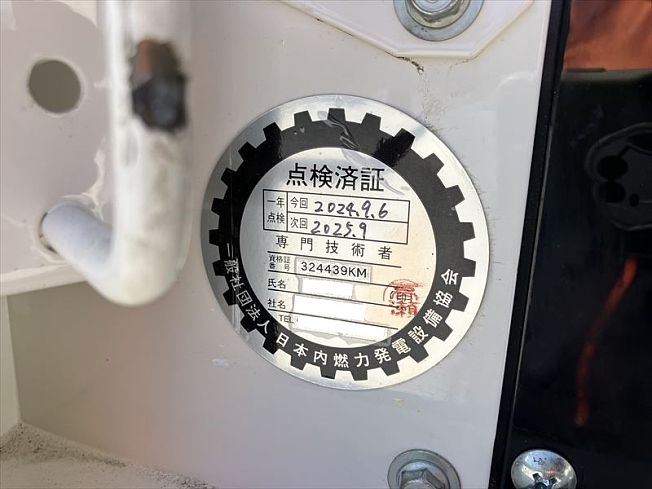 点検済証
一年点検 今回 2024.9.6
次回 2025.9
専門技術者
資格証番号 324439KM
氏名
社名
TEL
一般社団法人日本内燃力発電設備協会